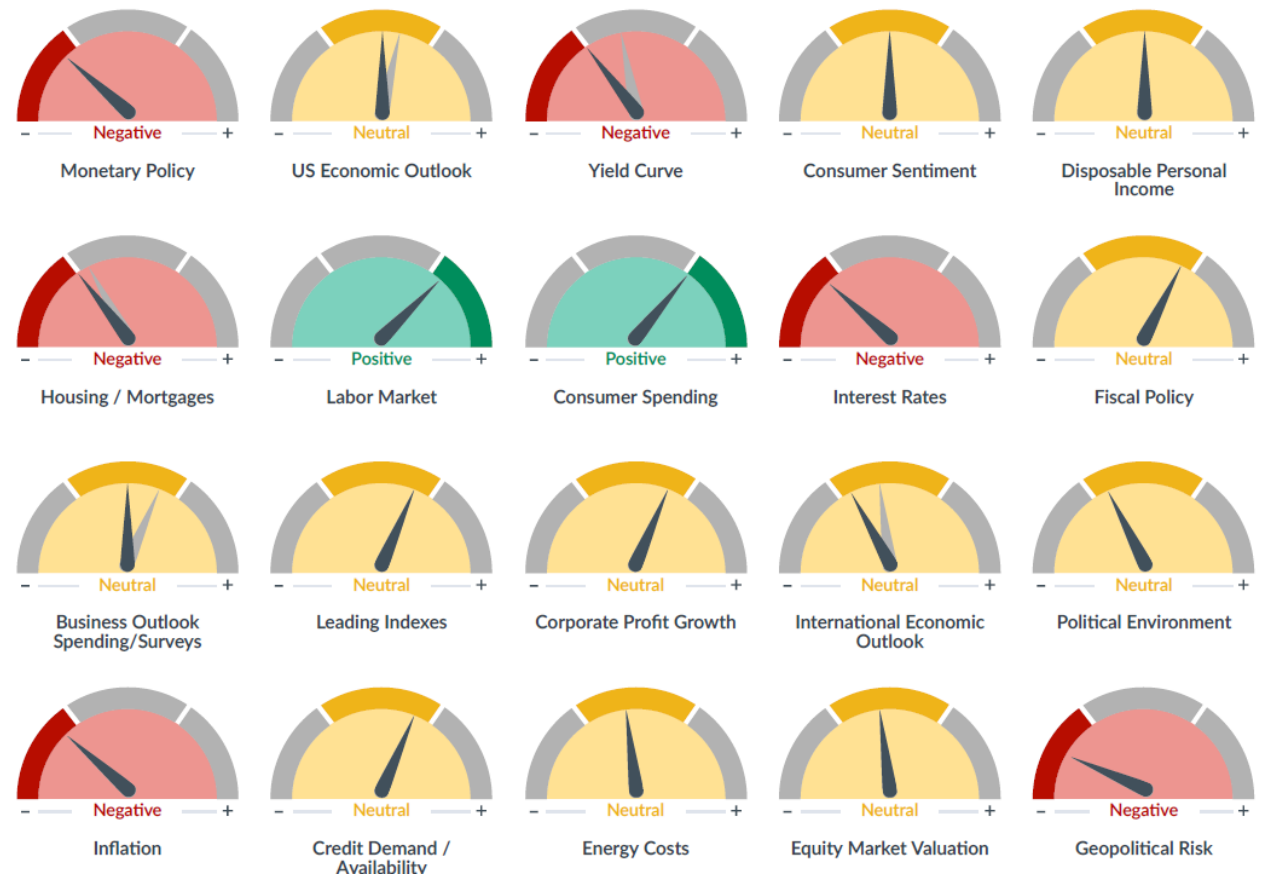 – Negative +
– Neutral +
– Negative +
– Neutral +
– Neutral +
Monetary Policy
US Economic Outlook
Yield Curve
Consumer Sentiment
Disposable Personal
Income
– Negative +
– Positive +
– Positive +
– Negative +
– Neutral +
Housing / Mortgages
Labor Market
Consumer Spending
Interest Rates
Fiscal Policy
– Neutral +
– Neutral +
– Neutral +
– Neutral +
– Neutral +
Business Outlook
Spending/Surveys
Leading Indexes
Corporate Profit Growth
International Economic
Outlook
Political Environment
– Negative +
– Neutral +
– Neutral +
– Neutral +
– Negative +
Inflation
Credit Demand /
Availability
Energy Costs
Equity Market Valuation
Geopolitical Risk